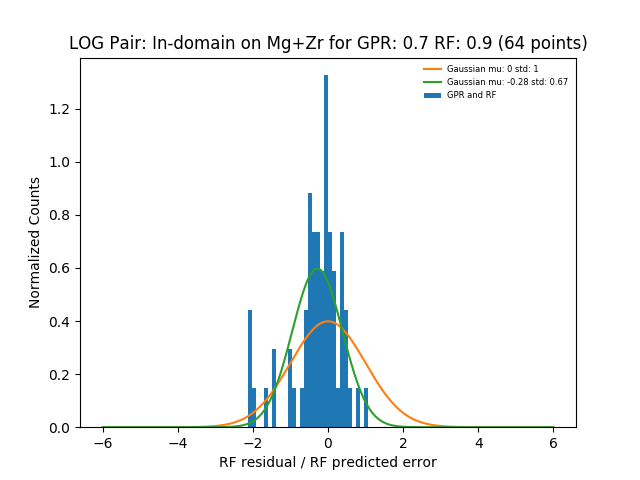 LOG Pair: In-domain on Mg+Zr for GPR: 0.7 RF: 0.9 (64 points)
Gaussian mu: 0 std: 1
Gaussian mu: -0.28 std: 0.67
GPR and RF
Normalized Counts
1.2
1.0
0.8
0.6
0.4
0.2
0.0
−6 −4 −2 0 2 4 6
RF residual / RF predicted error